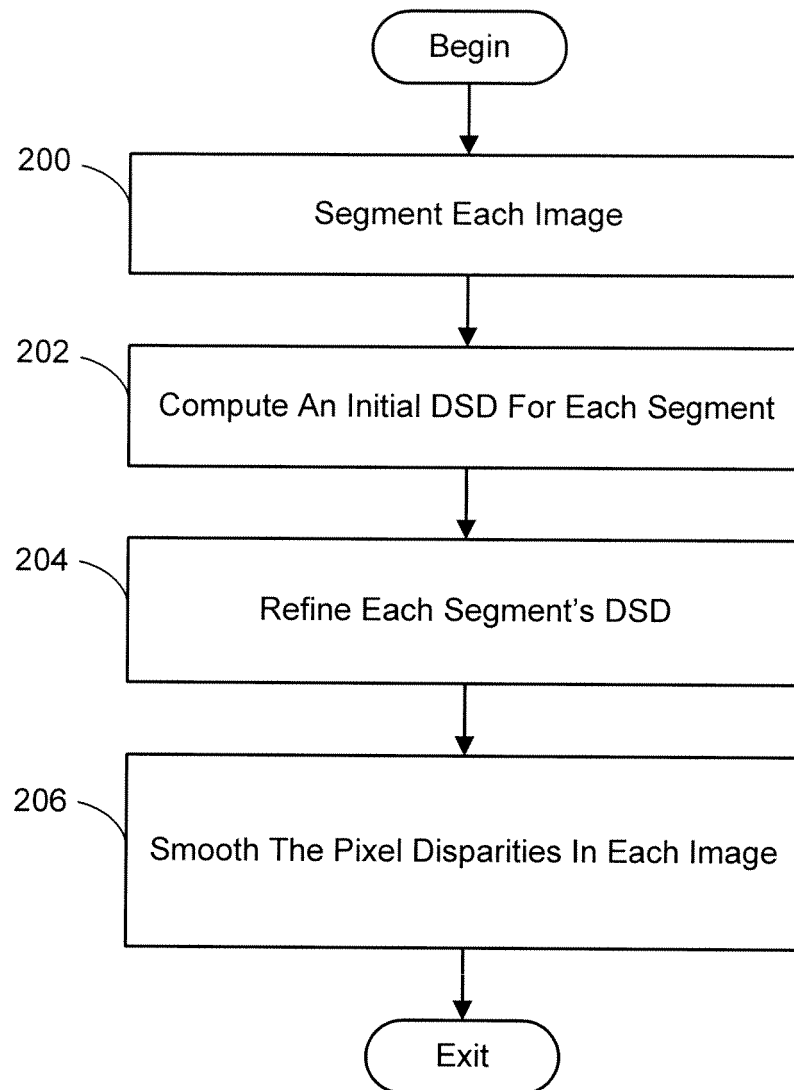 Begin
200
Segment Each Image
202
Compute An Initial DSD For Each Segment
204
Refine Each Segment's DSD
206
Smooth The Pixel Disparities In Each Image
Exit